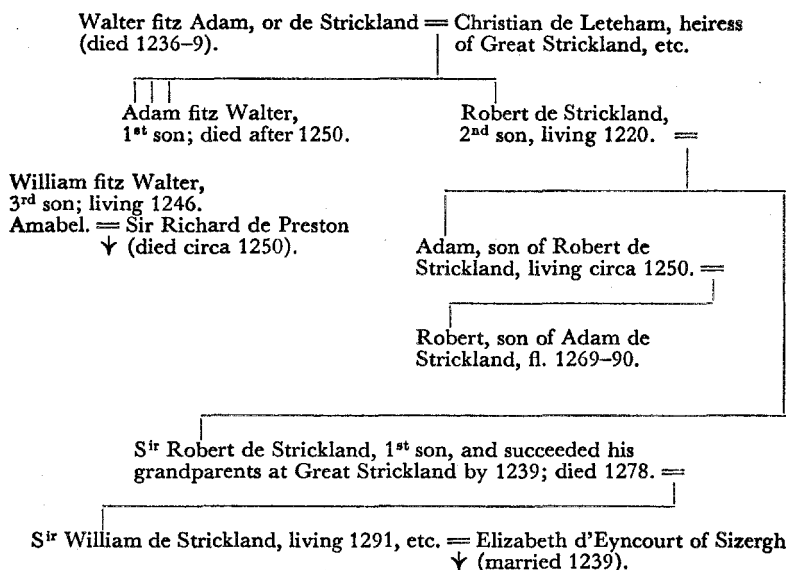 Walter fitz Adam, or de Strickland = Christian de Leteham, heiress
(died 1236–9). of Great Strickland, etc.
Adam fitz Walter,
1st son; died after 1250.
Robert de Strickland,
2nd son, living 1220. =
William fitz Walter,
3rd son; living 1246.
Amabel. = Sir Richard de Preston
(died circa 1250).
Adam, son of Robert de
Strickland, living circa 1250. =
Robert, son of Adam de
Strickland, fl. 1269–90.
Sir Robert de Strickland, 1st son, and succeeded his
grandparents at Great Strickland by 1239; died 1278. =
Sir William de Strickland, living 1291, etc. = Elizabeth d'Eyncourt of Sizergh
(married 1239).